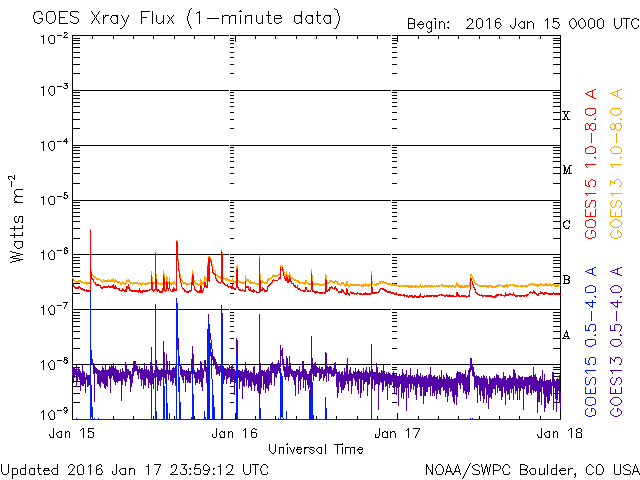 GOES Xray Flux (1-minute data)
Begin: 2016 Jan 15 0000 UTC
10-2
10-3
10-4
10-5
10-6
10-7
10-8
10-9
Watts m-2
X
M
C
B
A
GOES15 1.0-8.0 A
GOES13 1.0-8.0 A
GOES15 0.5-4.0 A
GOES13 0.5-4.0 A
Jan 15
Jan 16
Jan 17
Jan 18
Universal Time
Updated 2016 Jan 17 23:59:12 UTC
NOAA/SWPC Boulder, CO USA